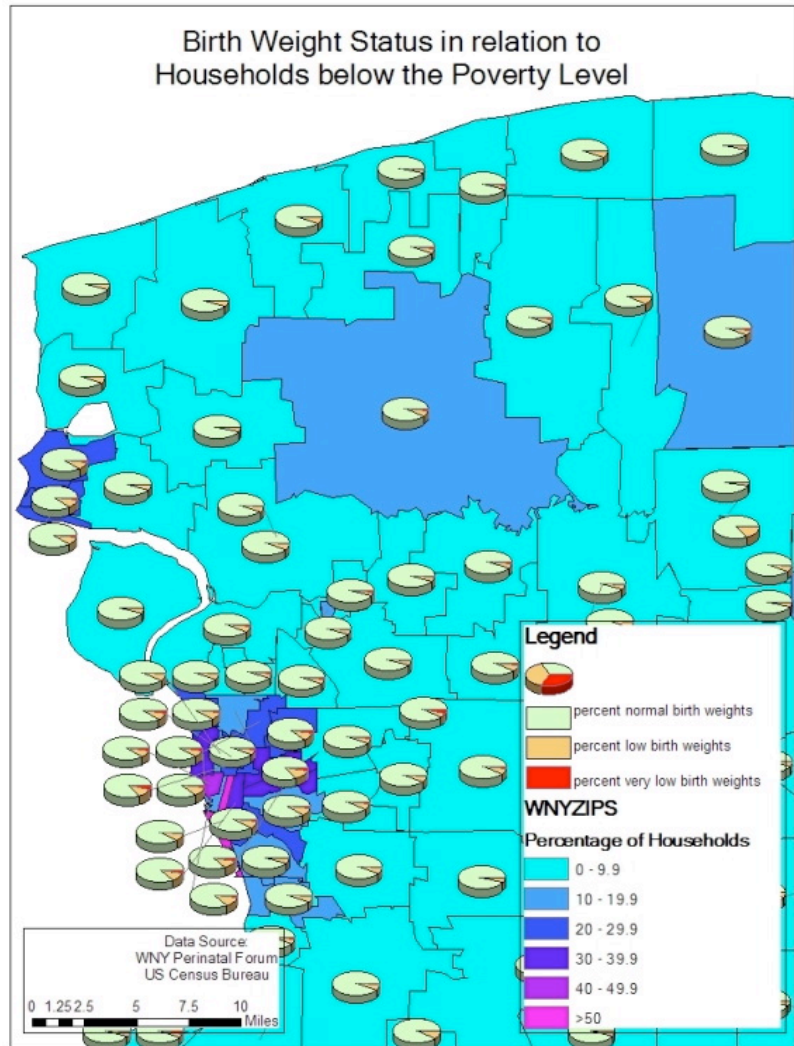 Birth Weight Status in relation to
Households below the Poverty Level
Legend
percent normal birth weights
percent low birth weights
percent very low birth weights
WNYZIPS
Percentage of Households
0 - 9.9
10 - 19.9
20 - 29.9
30 - 39.9
40 - 49.9
>50
Data Source:
WNY Perinatal Forum
US Census Bureau
0 1.25 2.5 5 7.5 10
Miles